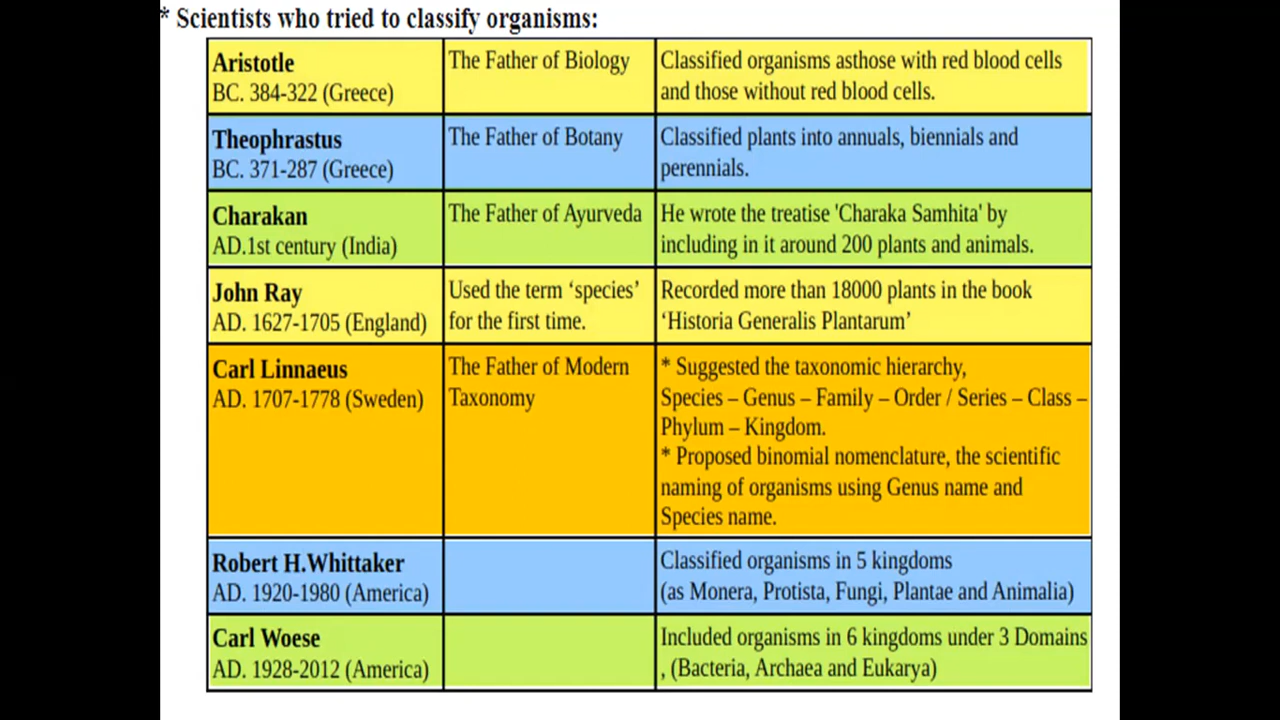 * Scientists who tried to classify organisms:
Aristotle
BC. 384-322 (Greece)
The Father of Biology
Classified organisms asthose with red blood cells
and those without red blood cells.
Theophrastus
BC. 371-287 (Greece)
The Father of Botany
Classified plants into annuals, biennials and
perennials.
Charakan
AD.1st century (India)
The Father of Ayurveda
He wrote the treatise 'Charaka Samhita' by
including in it around 200 plants and animals.
John Ray
AD. 1627-1705 (England)
Used the term ‘species’
for the first time.
Recorded more than 18000 plants in the book
‘Historia Generalis Plantarum’
Carl Linnaeus
AD. 1707-1778 (Sweden)
The Father of Modern
Taxonomy
* Suggested the taxonomic hierarchy,
Species – Genus – Family – Order / Series – Class –
Phylum – Kingdom.
* Proposed binomial nomenclature, the scientific
naming of organisms using Genus name and
Species name.
Robert H.Whittaker
AD. 1920-1980 (America)
Classified organisms in 5 kingdoms
(as Monera, Protista, Fungi, Plantae and Animalia)
Carl Woese
AD. 1928-2012 (America)
Included organisms in 6 kingdoms under 3 Domains
, (Bacteria, Archaea and Eukarya)